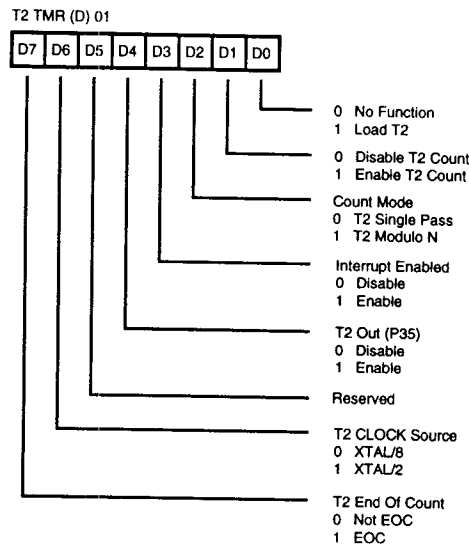 T2 TMR (D) 01
D7 D6 D5 D4 D3 D2 D1 D0
0 No Function
1 Load T2
0 Disable T2 Count
1 Enable T2 Count
Count Mode
0 T2 Single Pass
1 T2 Modulo N
Interrupt Enabled
0 Disable
1 Enable
T2 Out (P35)
0 Disable
1 Enable
Reserved
T2 CLOCK Source
0 XTAL/8
1 XTAL/2
T2 End Of Count
0 Not EOC
1 EOC